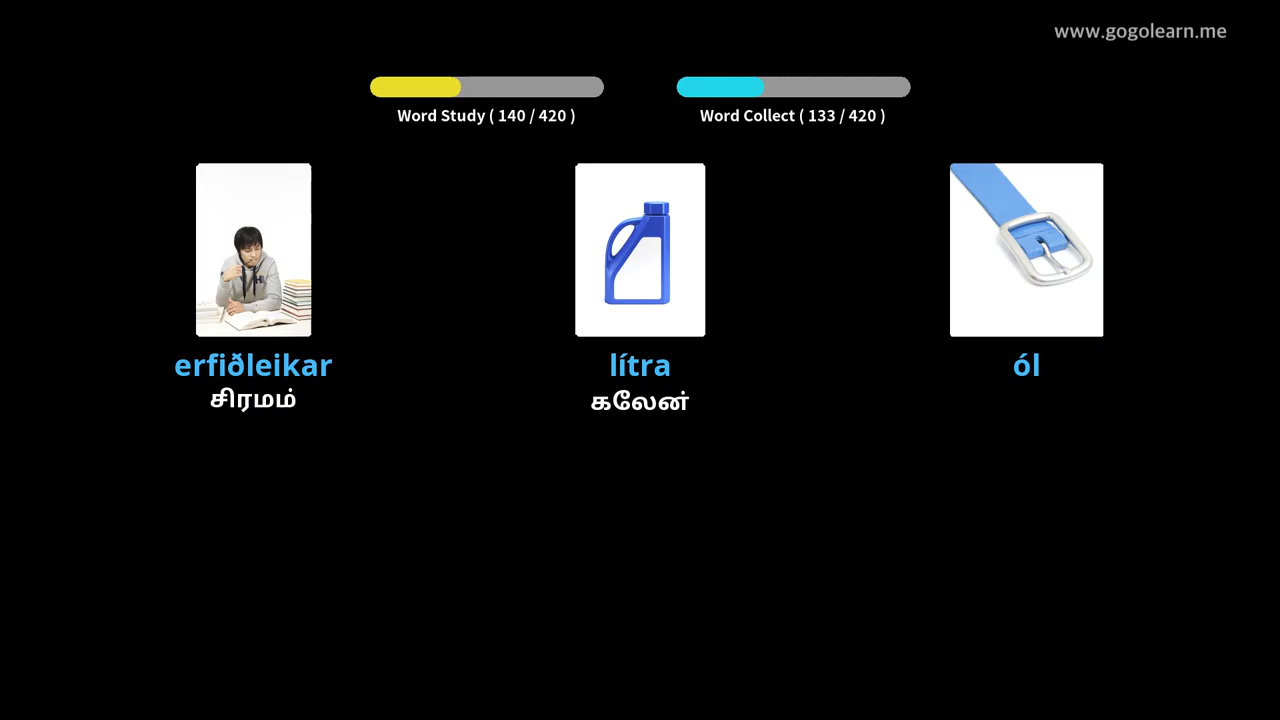 www.gogolearn.me
Word Study ( 140 / 420 )
Word Collect ( 133 / 420 )
erfiðleikar
சிரமம்
lítra
கலேன்
ól